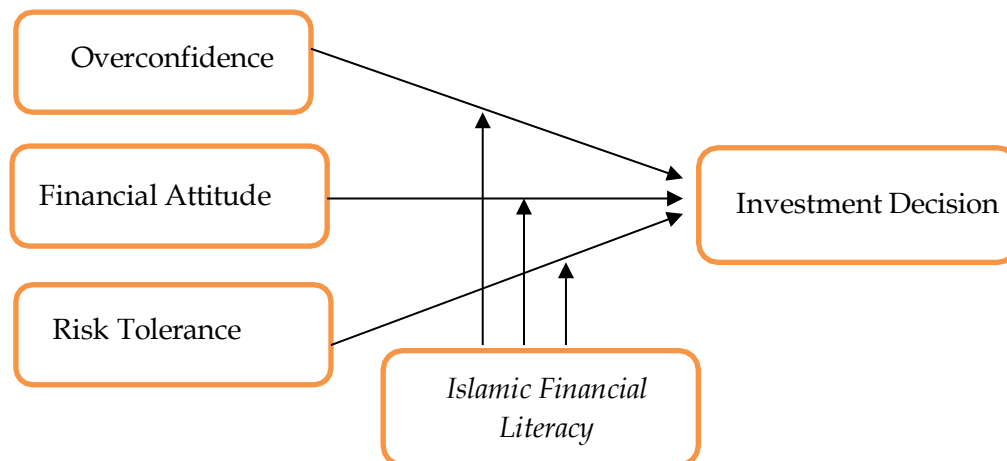 Overconfidence
Financial Attitude
Investment Decision
Risk Tolerance
Islamic Financial
Literacy